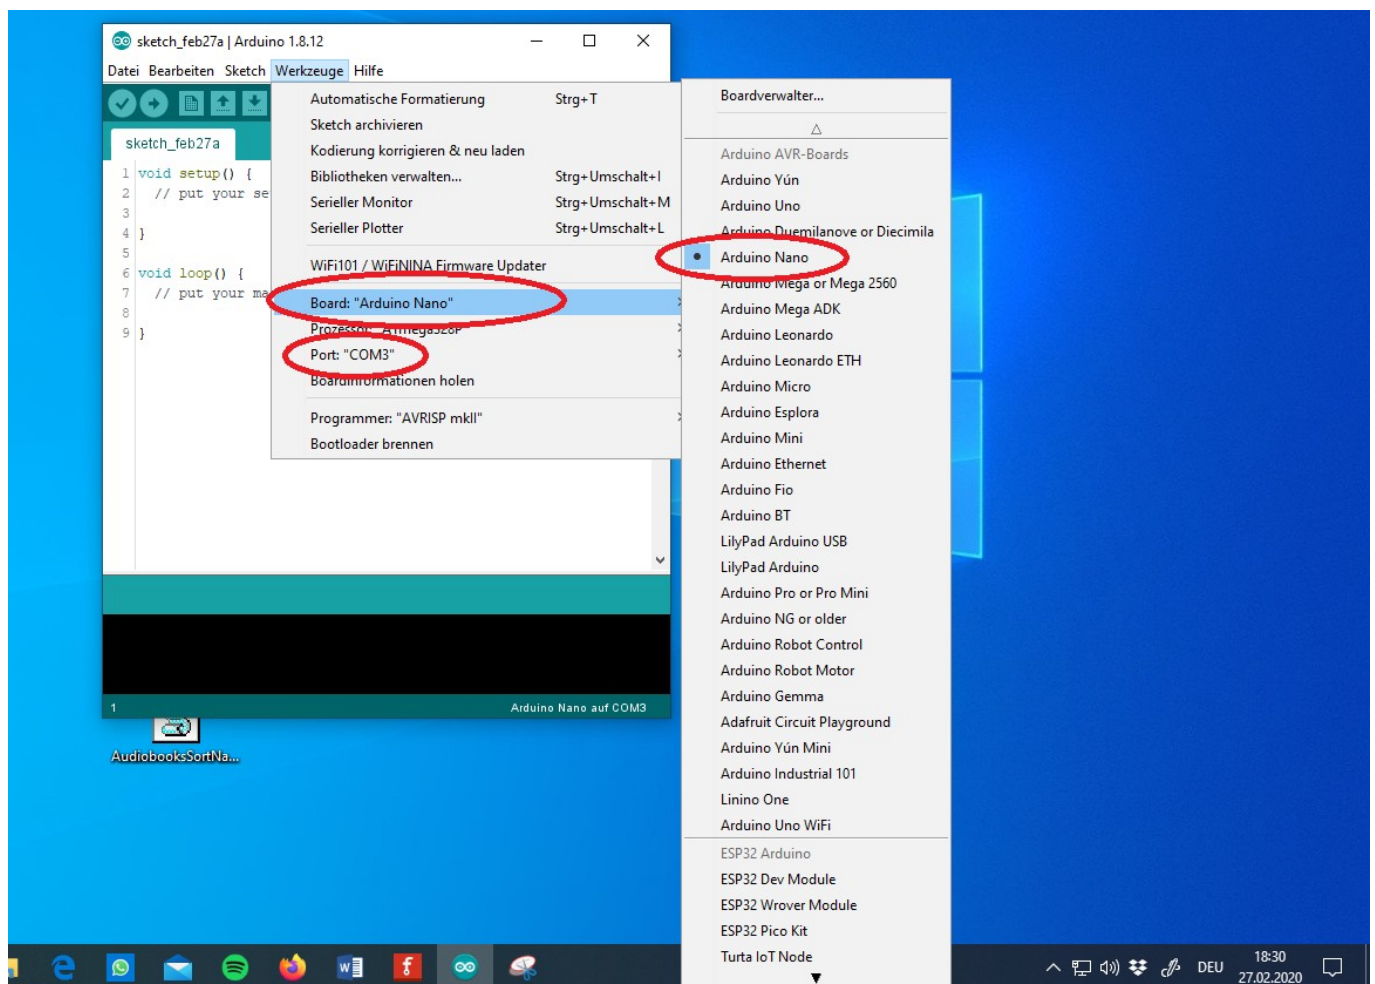 sketch_feb27a | Arduino 1.8.12
Datei Bearbeiten Sketch Werkzeuge Hilfe
sketch_feb27a
1 void setup() {
2 // put your se
3
4 }
5
6 void loop() {
7 // put your ma
8
9 }
Automatische Formatierung Strg+T
Sketch archivieren
Kodierung korrigieren & neu laden
Bibliotheken verwalten... Strg+Umschalt+I
Serieller Monitor Strg+Umschalt+M
Serieller Plotter Strg+Umschalt+L
WiFi101 / WiFiNINA Firmware Updater
Board: "Arduino Nano"
Prozessor: "ATmega328P"
Port: "COM3"
Boardinformationen holen
Programmer: "AVRISP mkII"
Bootloader brennen
Boardverwalter...
Arduino AVR-Boards
Arduino Yún
Arduino Uno
Arduino Duemilanove or Diecimila
Arduino Nano
Arduino Mega or Mega 2560
Arduino Mega ADK
Arduino Leonardo
Arduino Leonardo ETH
Arduino Micro
Arduino Esplora
Arduino Mini
Arduino Ethernet
Arduino Fio
Arduino BT
LilyPad Arduino USB
LilyPad Arduino
Arduino Pro or Pro Mini
Arduino NG or older
Arduino Robot Control
Arduino Robot Motor
Arduino Gemma
Adafruit Circuit Playground
Arduino Yún Mini
Arduino Industrial 101
Linino One
Arduino Uno WiFi
ESP32 Arduino
ESP32 Dev Module
ESP32 Wrover Module
ESP32 Pico Kit
Turta IoT Node
1 Arduino Nano auf COM3
AudiobooksSortNa...
DEU
18:30
27.02.2020